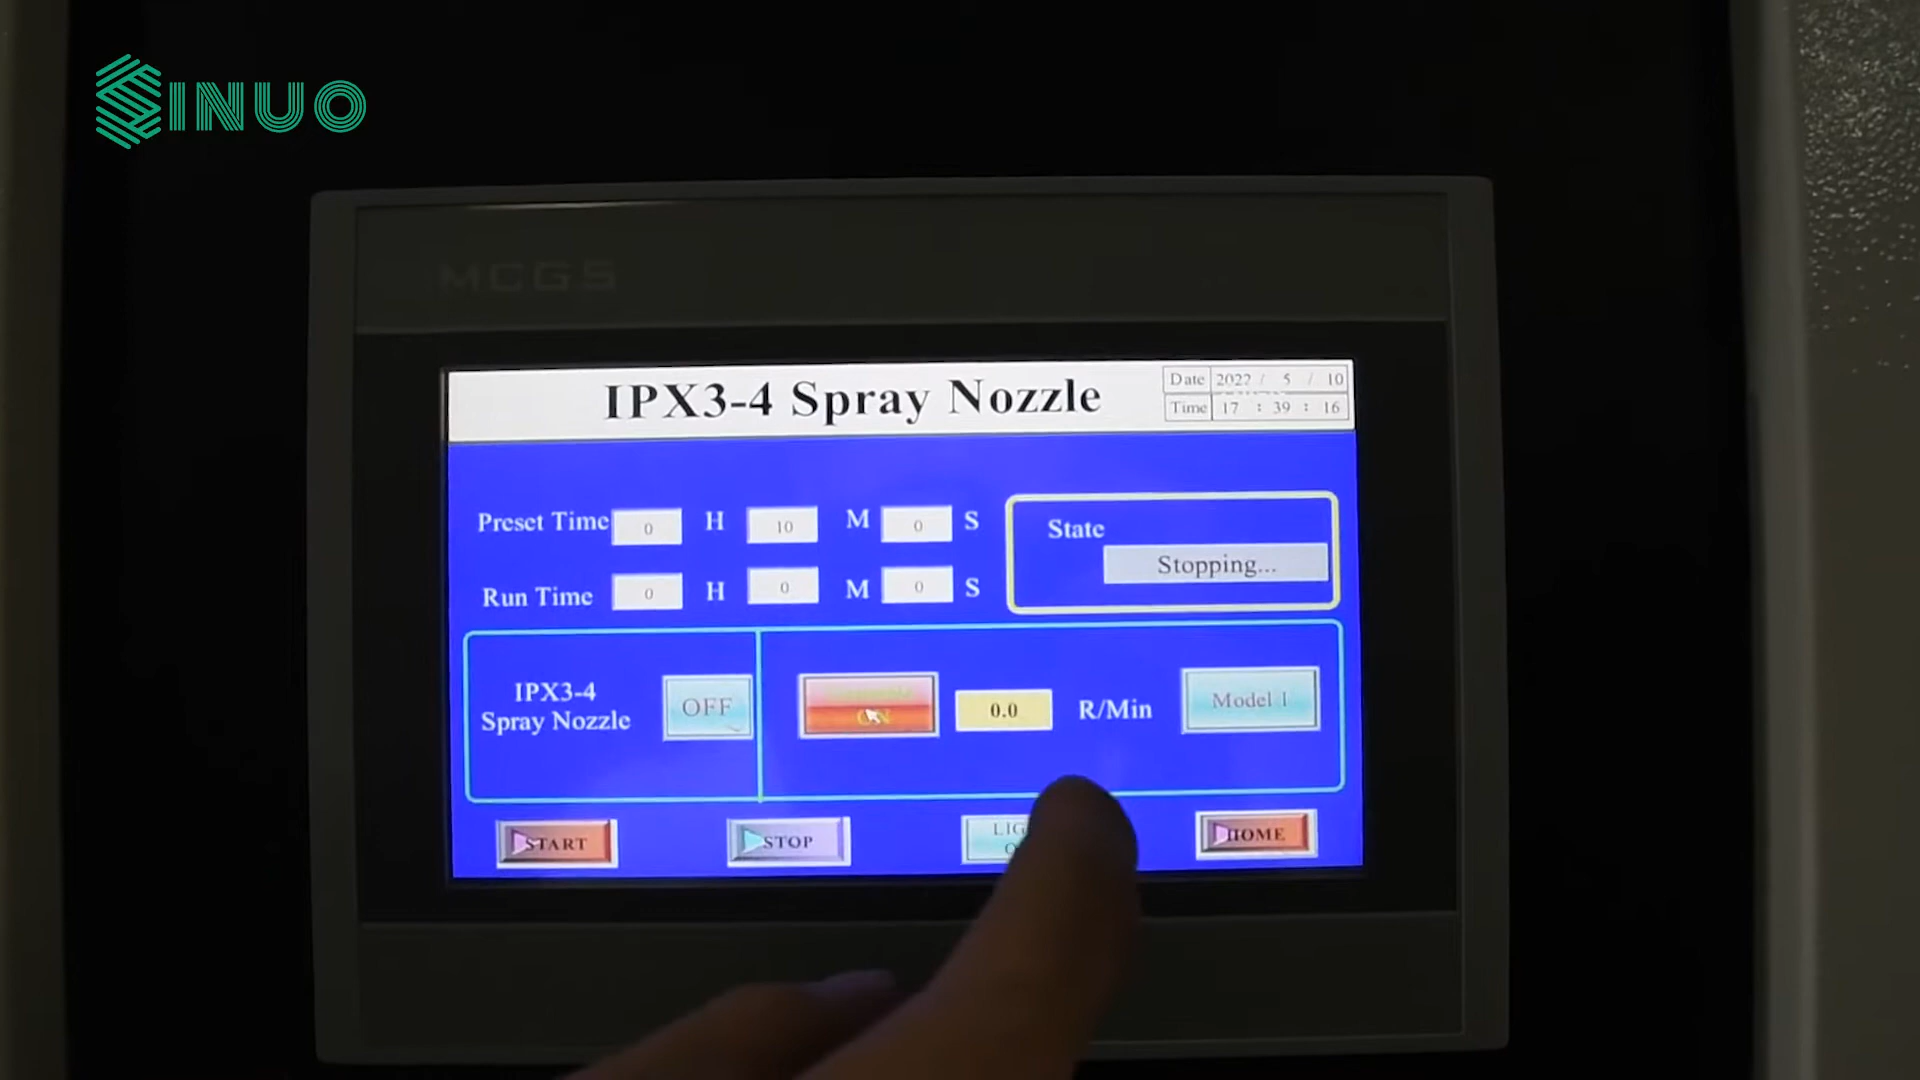 SINUO
MCGS
IPX3-4 Spray Nozzle
Date 2022 / 5 / 10
Time 17 : 39 : 16
Preset Time 0 H 10 M 0 S
State
Stopping...
Run Time 0 H 0 M 0 S
IPX3-4
Spray Nozzle
OFF
ON
0.0
R/Min
Model 1
START
STOP
HOME